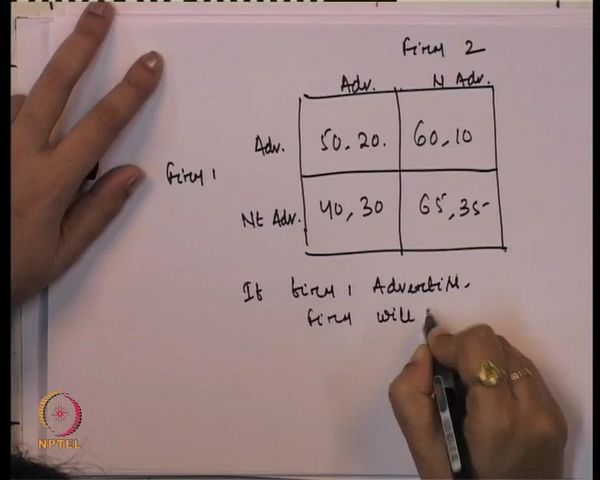 Firm 2
Adv. N Adv.
Adv. 50, 20. 60, 10
Firm 1
Nt Adv. 40, 30 65, 35
If firm 1 Advertise.
firm will
NPTEL